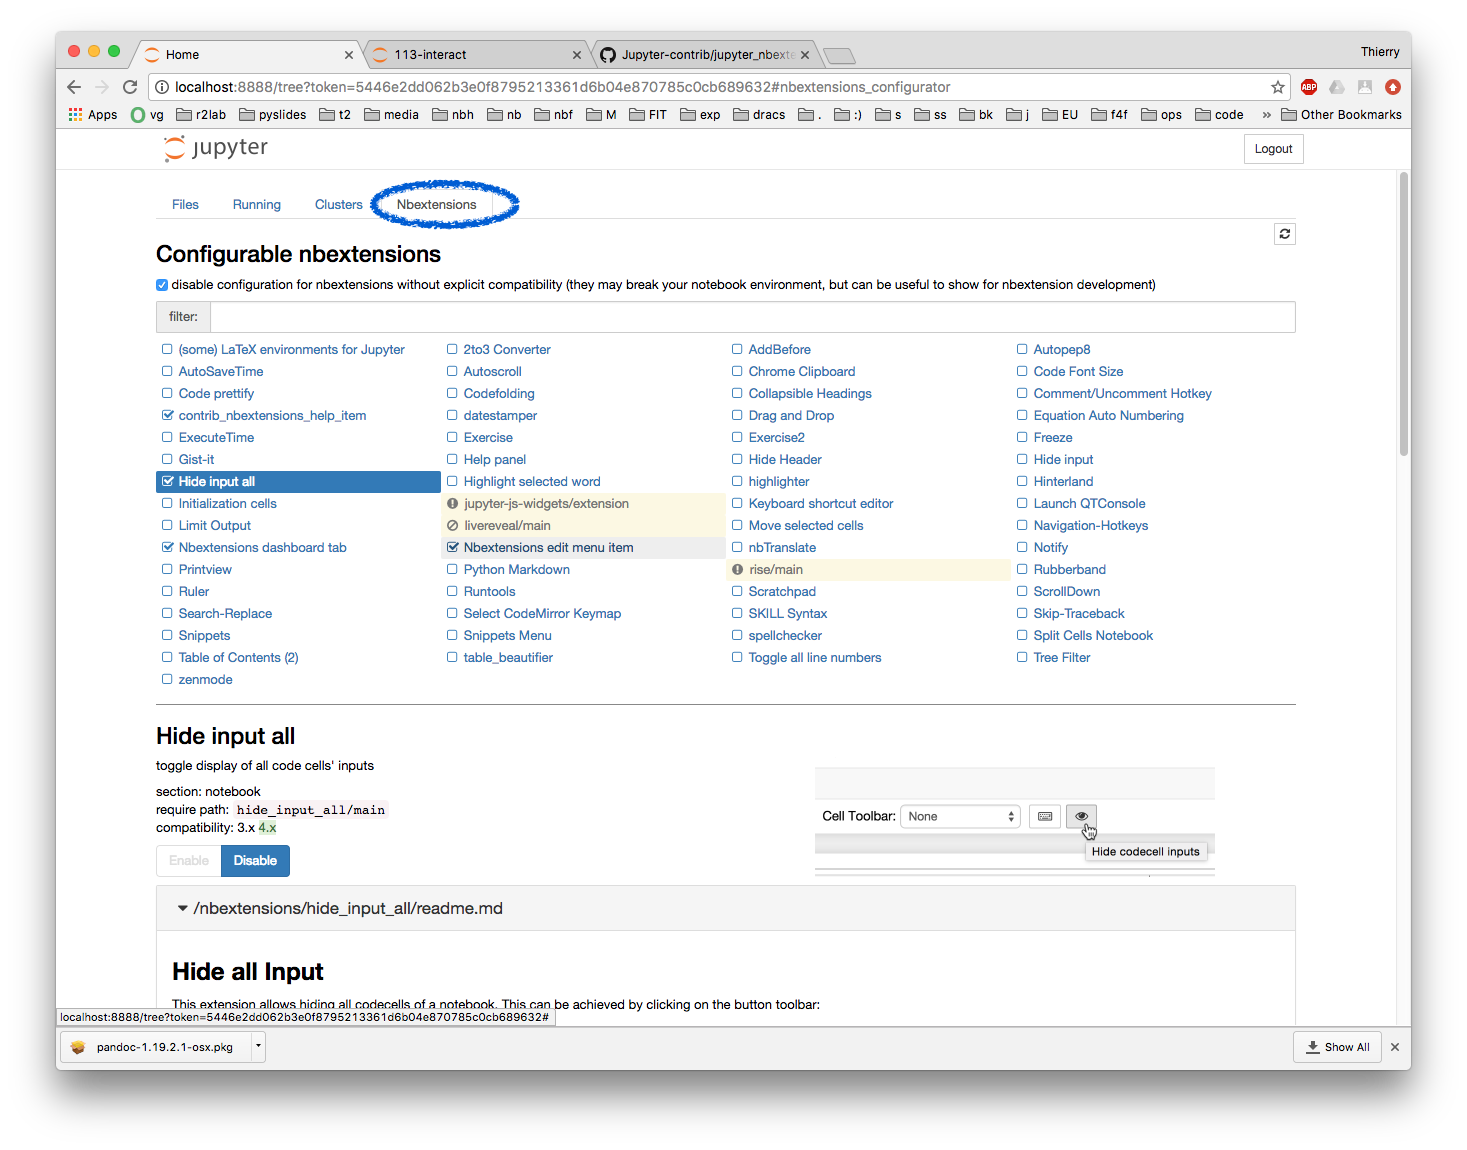 Home
113-interact
Jupyter-contrib/jupyter_nbexte
Thierry
localhost:8888/tree?token=5446e2dd062b3e0f8795213361d6b04e870785c0cb689632#nbextensions_configurator
ABP
Apps vg r2lab pyslides t2 media nbh nb nbf M FIT exp dracs . :) s ss bk j EU f4f ops code » Other Bookmarks
jupyter
Logout
Files Running Clusters Nbextensions
Configurable nbextensions
disable configuration for nbextensions without explicit compatibility (they may break your notebook environment, but can be useful to show for nbextension development)
filter:
(some) LaTeX environments for Jupyter 2to3 Converter AddBefore Autopep8
AutoSaveTime Autoscroll Chrome Clipboard Code Font Size
Code prettify Codefolding Collapsible Headings Comment/Uncomment Hotkey
contrib_nbextensions_help_item datestamper Drag and Drop Equation Auto Numbering
ExecuteTime Exercise Exercise2 Freeze
Gist-it Help panel Hide Header Hide input
Hide input all Highlight selected word highlighter Hinterland
Initialization cells jupyter-js-widgets/extension Keyboard shortcut editor Launch QTConsole
Limit Output livereveal/main Move selected cells Navigation-Hotkeys
Nbextensions dashboard tab Nbextensions edit menu item nbTranslate Notify
Printview Python Markdown rise/main Rubberband
Ruler Runtools Scratchpad ScrollDown
Search-Replace Select CodeMirror Keymap SKILL Syntax Skip-Traceback
Snippets Snippets Menu spellchecker Split Cells Notebook
Table of Contents (2) table_beautifier Toggle all line numbers Tree Filter
zenmode
Hide input all
toggle display of all code cells' inputs
section: notebook
require path: hide_input_all/main
compatibility: 3.x 4.x
Enable Disable
Cell Toolbar: None
Hide codecell inputs
/nbextensions/hide_input_all/readme.md
Hide all Input
This extension allows hiding all codecells of a notebook. This can be achieved by clicking on the button toolbar:
localhost:8888/tree?token=5446e2dd062b3e0f8795213361d6b04e870785c0cb689632#
pandoc-1.19.2.1-osx.pkg
Show All